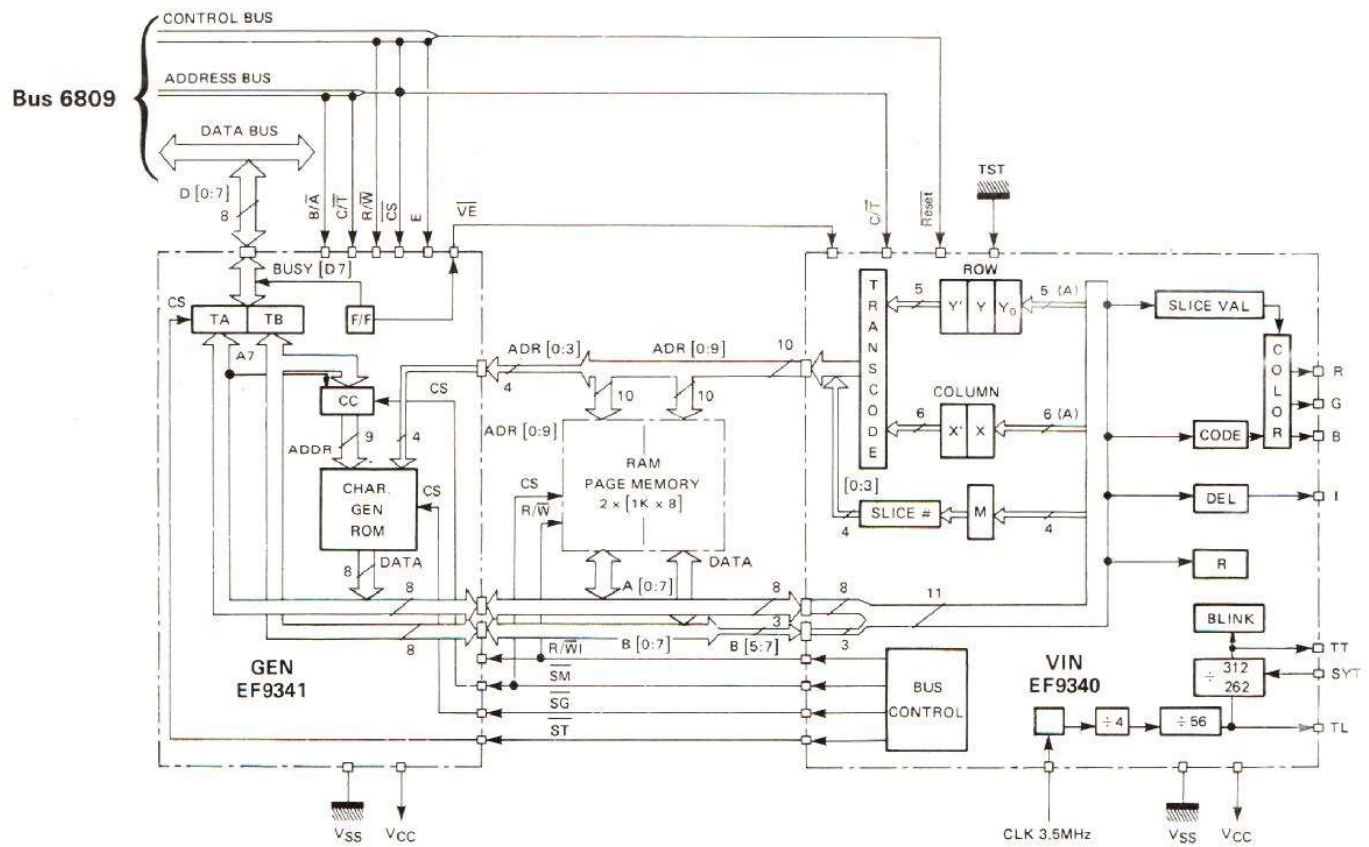 CONTROL BUS
ADDRESS BUS
Bus 6809
DATA BUS
D [0:7]
8
B/A̅
C/T̅
R/W̅
C̅S̅
E
V̅E̅
C/T̅
R̅e̅s̅e̅t̅
TST
BUSY [D7]
CS
TA
TB
F/F
A7
CC
CS
ADDR
9
4
CHAR.
GEN
ROM
CS
8
DATA
8
8
GEN
EF9341
VSS
VCC
ADR [0:3]
4
ADR [0:9]
10
10
10
ADR [0:9]
RAM
PAGE MEMORY
2 x [1K x 8]
CS
R/W̅
DATA
A [0:7]
8
8
R/W̅I
B [0:7]
B [5:7]
3
S̅M̅
S̅G̅
S̅T̅
TRANSCODE
ROW
5
Y'
Y
Y0
5 (A)
COLUMN
6
X'
X
6 (A)
[0:3]
4
SLICE #
M
4
8
3
11
BUS
CONTROL
VIN
EF9340
SLICE VAL
COLOR
R
G
B
CODE
DEL
I
R
BLINK
TT
÷ 312
262
SYT
÷4
÷56
TL
CLK 3.5MHz
VSS
VCC